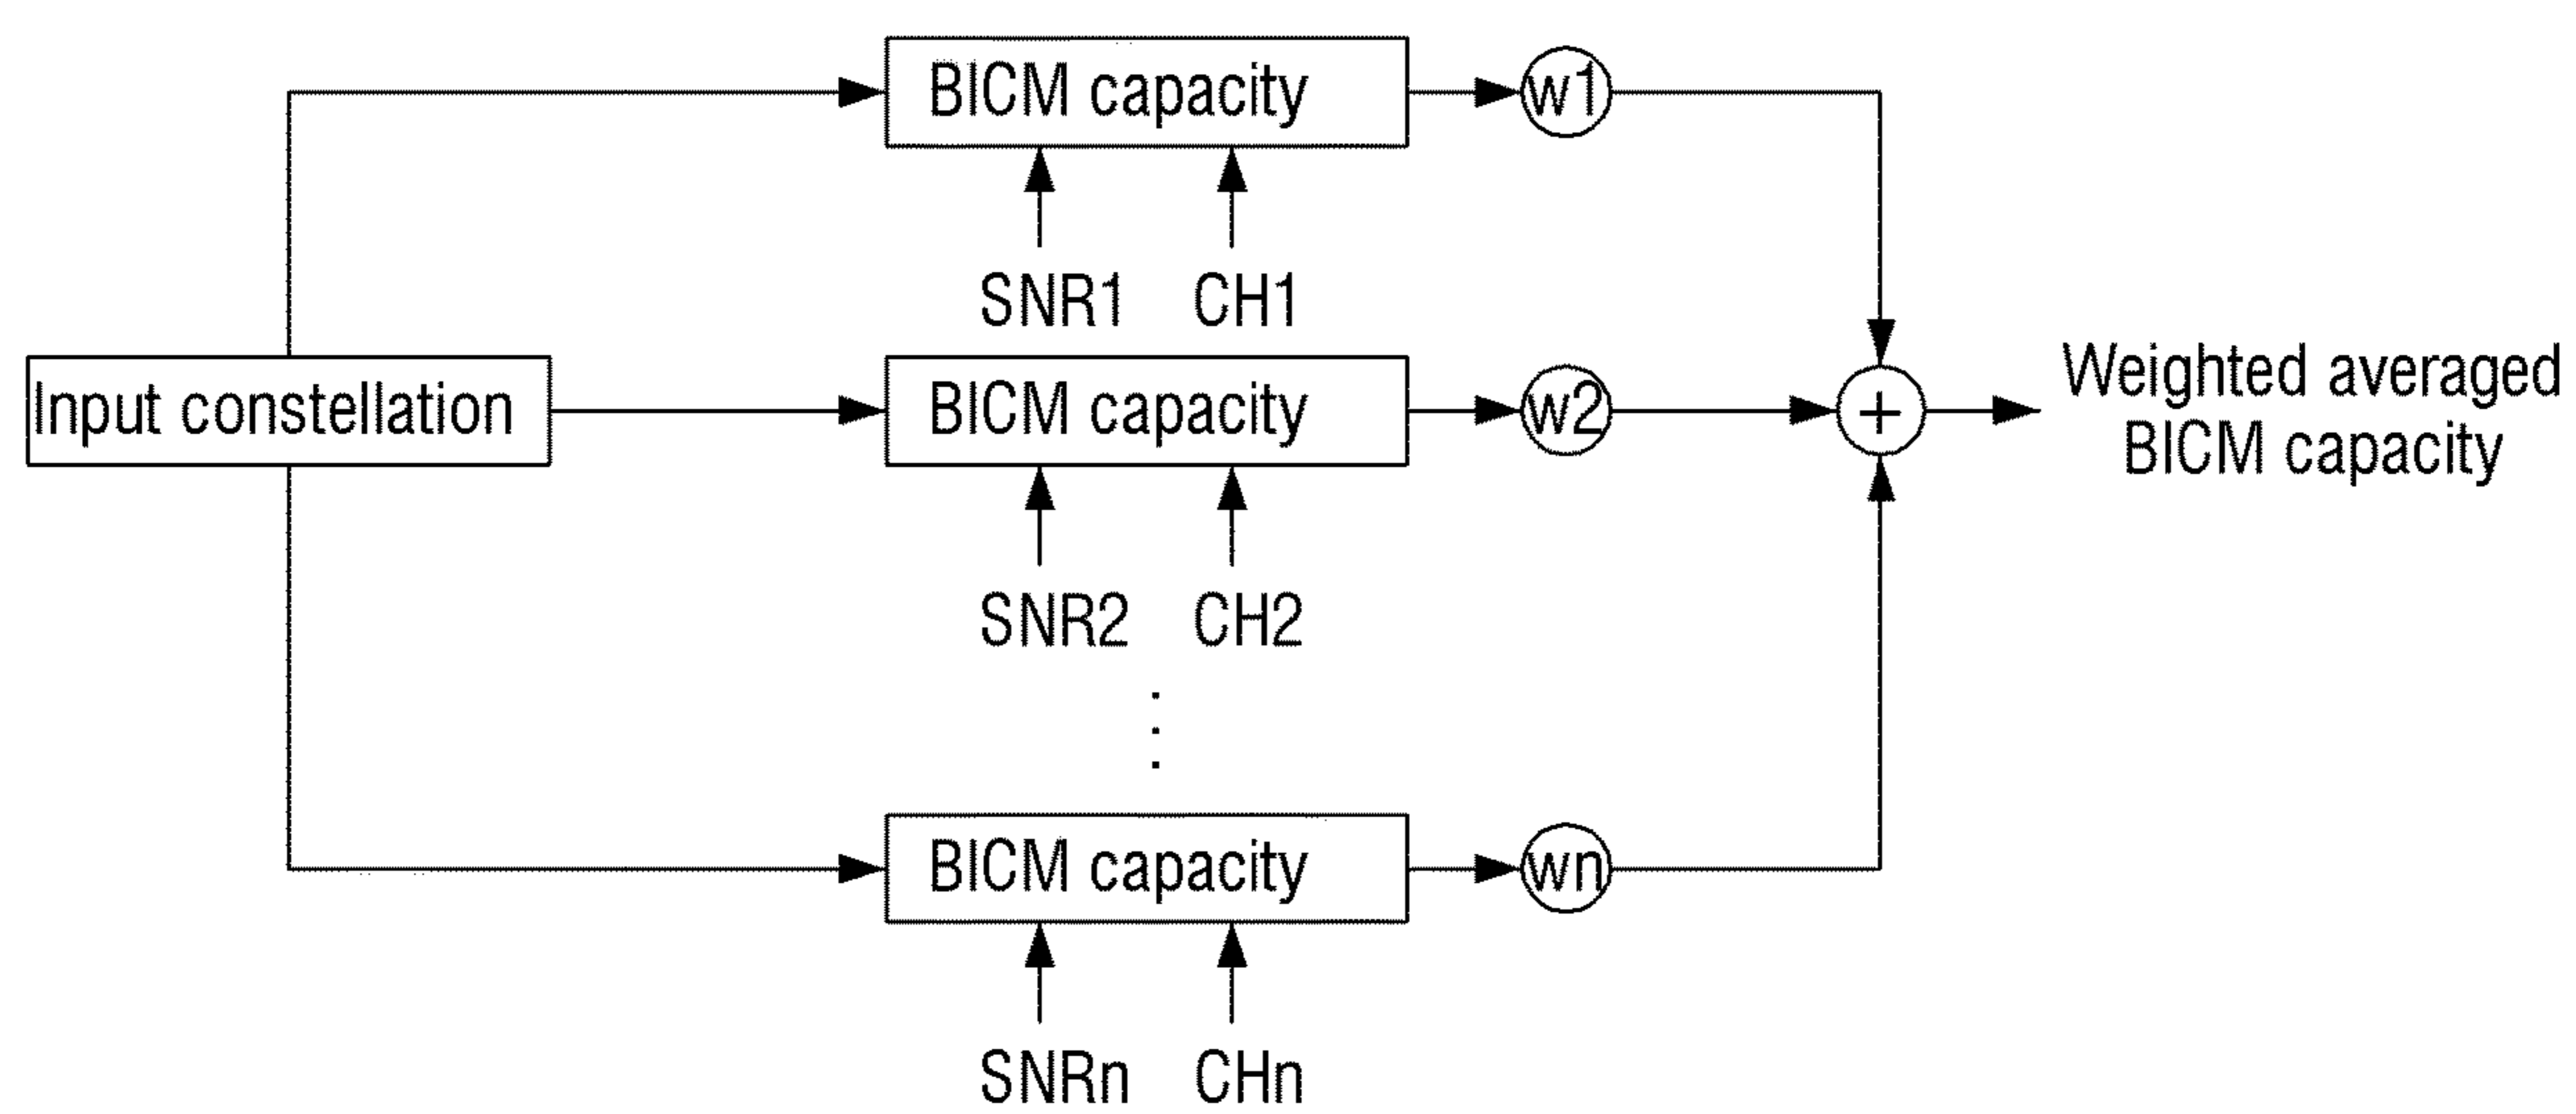 BICM capacity
w1
SNR1 CH1
Input constellation
BICM capacity
w2
+
Weighted averaged
BICM capacity
SNR2 CH2
BICM capacity
wn
SNRn CHn